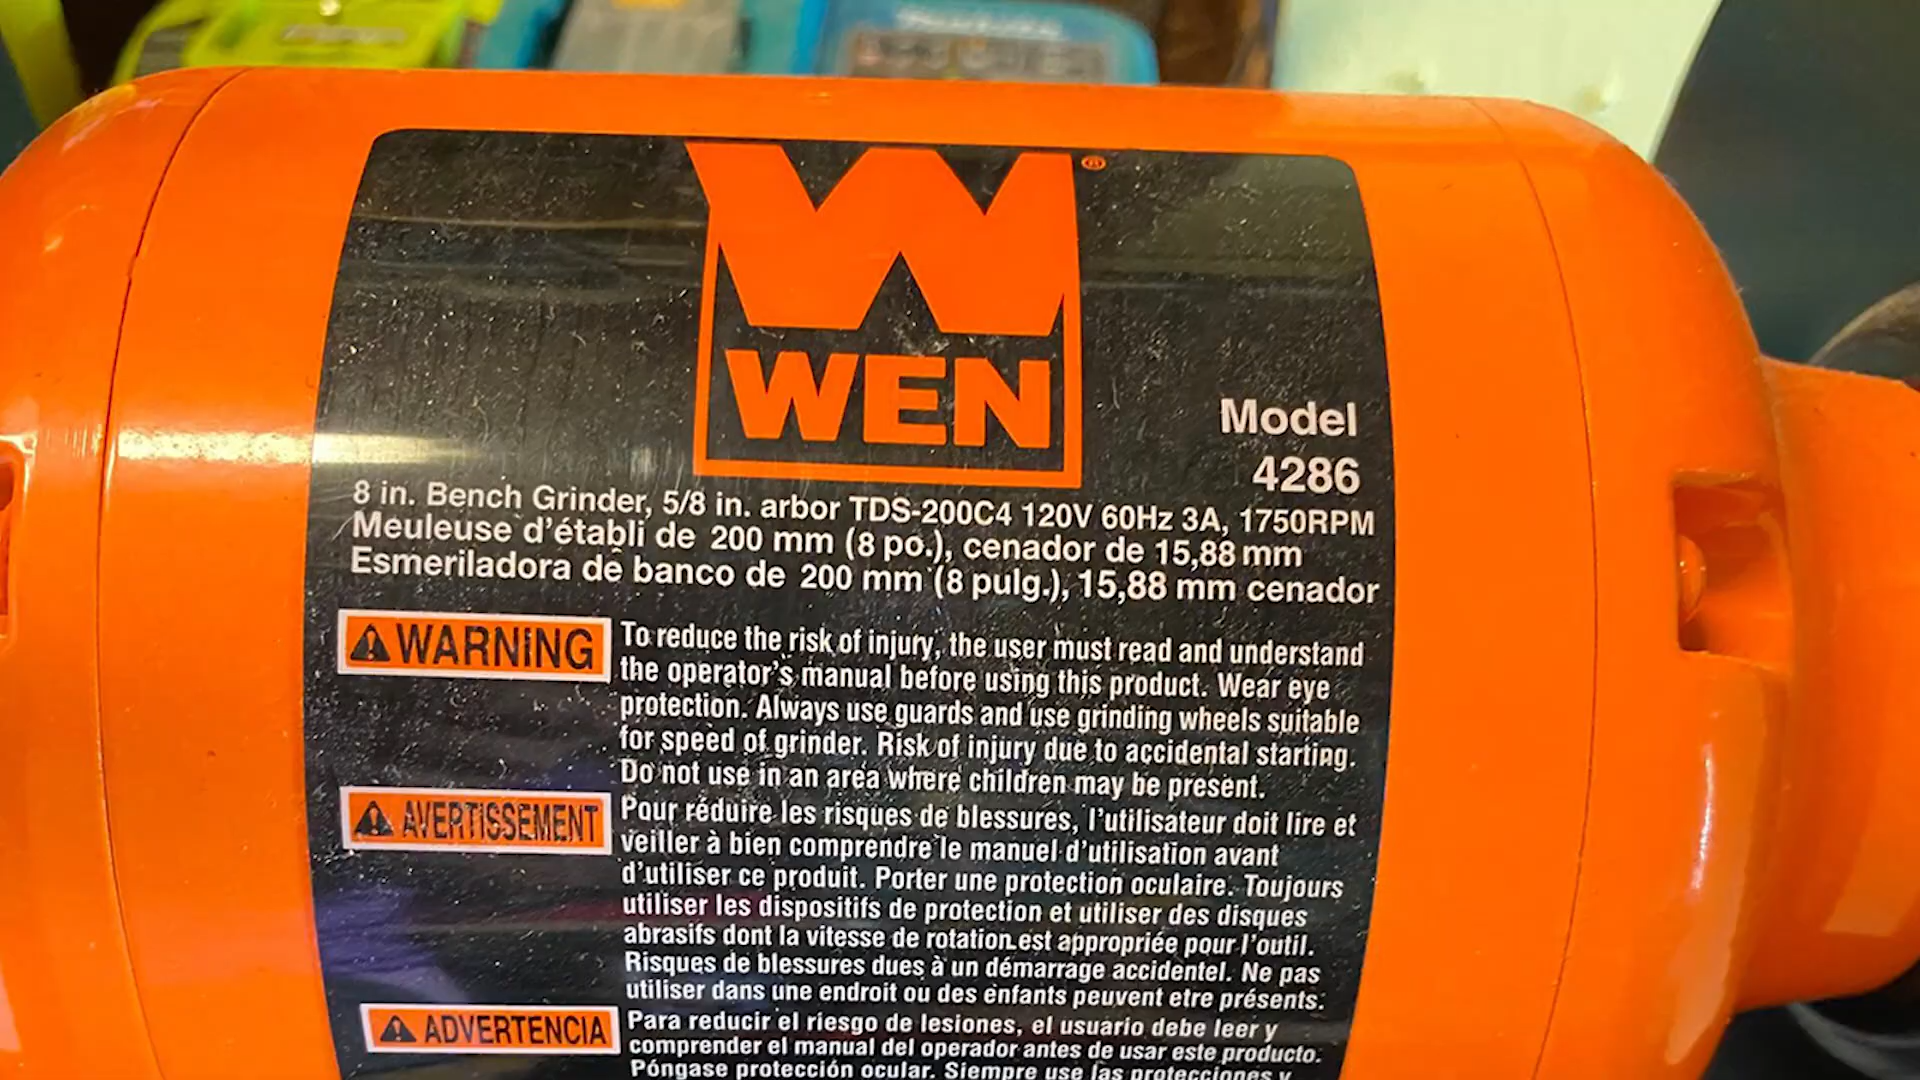 ®
WEN
Model
4286
8 in. Bench Grinder, 5/8 in. arbor TDS-200C4 120V 60Hz 3A, 1750RPM
Meuleuse d'établi de 200 mm (8 po.), cenador de 15,88 mm
Esmeriladora de banco de 200 mm (8 pulg.), 15,88 mm cenador
WARNING
To reduce the risk of injury, the user must read and understand
the operator's manual before using this product. Wear eye
protection. Always use guards and use grinding wheels suitable
for speed of grinder. Risk of injury due to accidental starting.
Do not use in an area where children may be present.
AVERTISSEMENT
Pour réduire les risques de blessures, l'utilisateur doit lire et
veiller à bien comprendre le manuel d'utilisation avant
d'utiliser ce produit. Porter une protection oculaire. Toujours
utiliser les dispositifs de protection et utiliser des disques
abrasifs dont la vitesse de rotation est appropriée pour l'outil.
Risques de blessures dues à un démarrage accidentel. Ne pas
utiliser dans une endroit ou des enfants peuvent etre présents.
ADVERTENCIA
Para reducir el riesgo de lesiones, el usuario debe leer y
comprender el manual del operador antes de usar este producto.
Póngase protección ocular. Siempre use las protecciones y